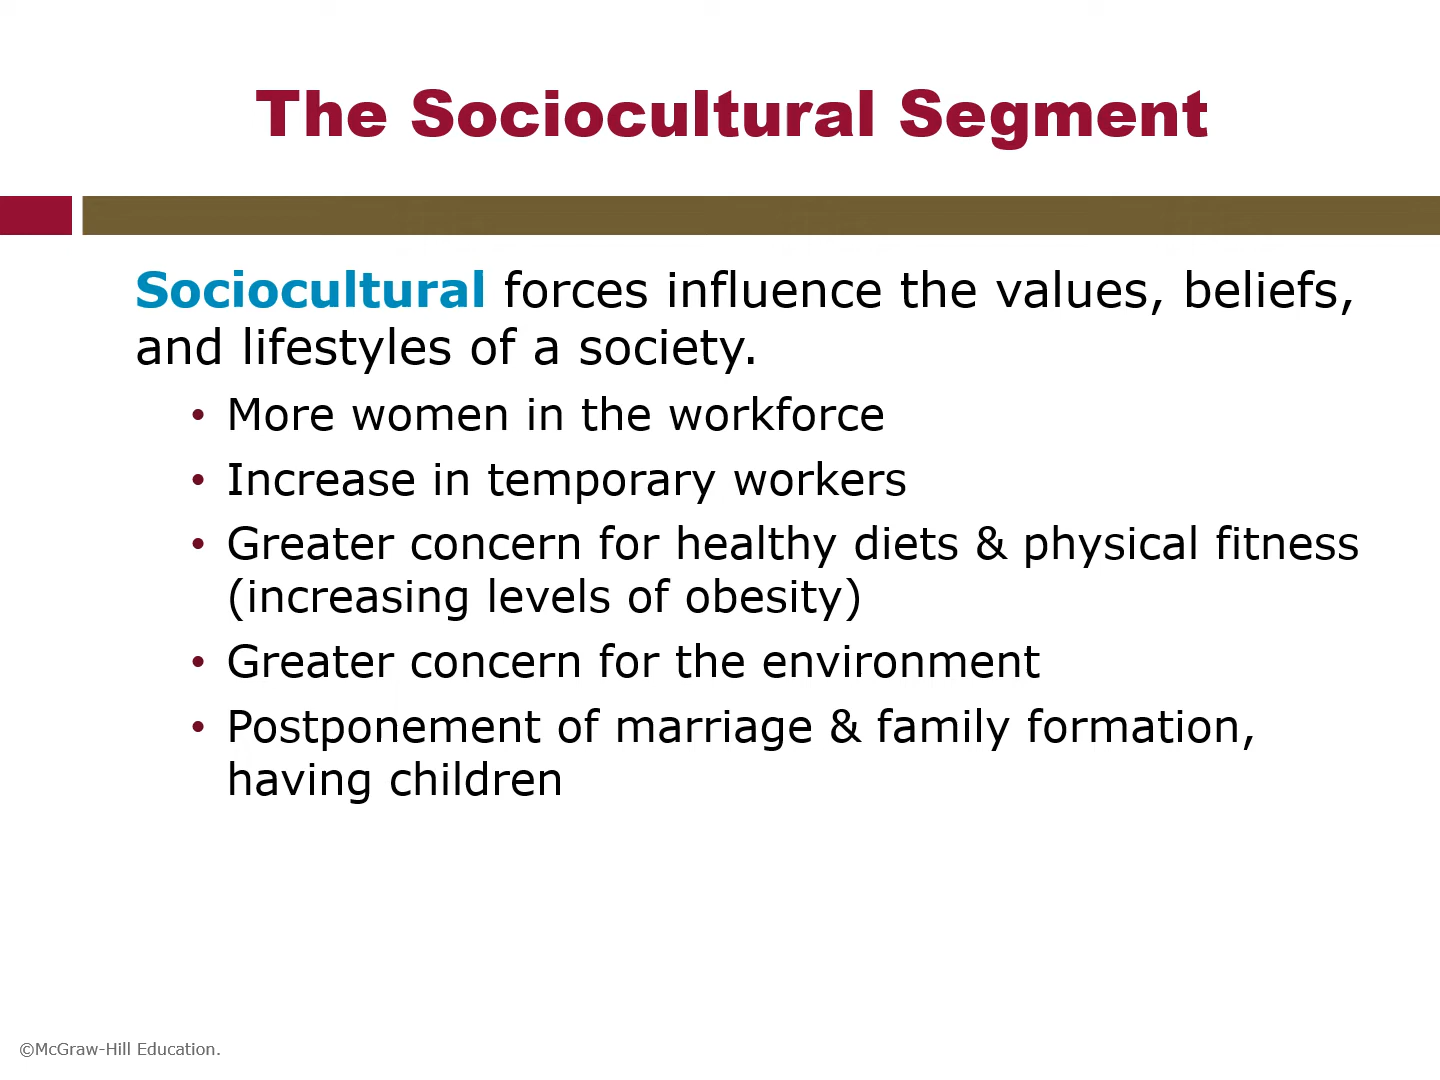 The Sociocultural Segment
Sociocultural forces influence the values, beliefs,
and lifestyles of a society.
• More women in the workforce
• Increase in temporary workers
• Greater concern for healthy diets & physical fitness
(increasing levels of obesity)
• Greater concern for the environment
• Postponement of marriage & family formation,
having children
©McGraw-Hill Education.